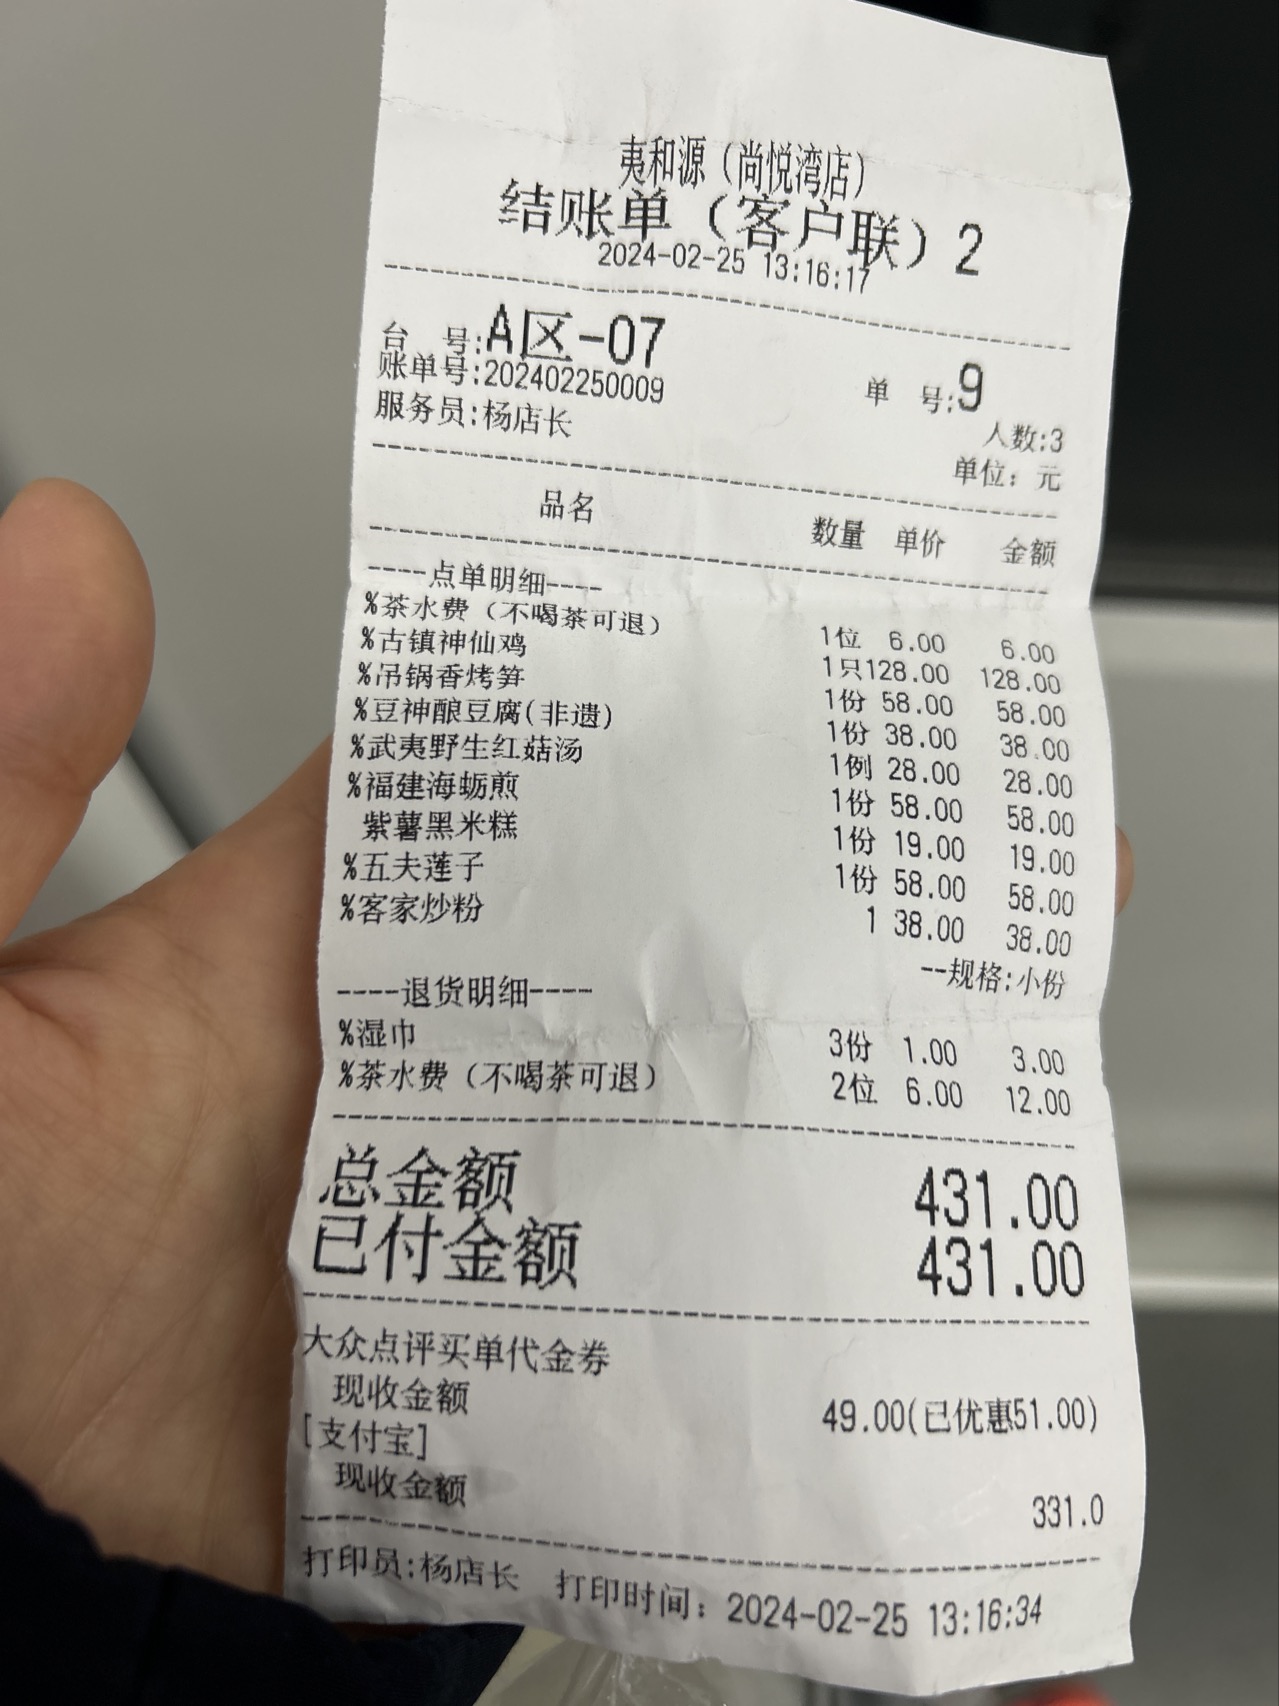 夷和源（尚悦湾店）
结账单（客户联）2
2024-02-25 13:16:17
台 号:A区-07 单 号:9
账单号:202402250009 人数:3
服务员:杨店长 单位：元
品名 数量 单价 金额
----点单明细----
%茶水费（不喝茶可退） 1位 6.00 6.00
%古镇神仙鸡 1只128.00 128.00
%吊锅香烤笋 1份 58.00 58.00
%豆神酿豆腐(非遗) 1份 38.00 38.00
%武夷野生红菇汤 1例 28.00 28.00
%福建海蛎煎 1份 58.00 58.00
紫薯黑米糕 1份 19.00 19.00
%五夫莲子 1份 58.00 58.00
%客家炒粉 1 38.00 38.00
--规格:小份
----退货明细----
%湿巾 3份 1.00 3.00
%茶水费（不喝茶可退） 2位 6.00 12.00
总金额 431.00
已付金额 431.00
大众点评买单代金券
现收金额 49.00(已优惠51.00)
[支付宝]
现收金额 331.0
打印员:杨店长 打印时间：2024-02-25 13:16:34